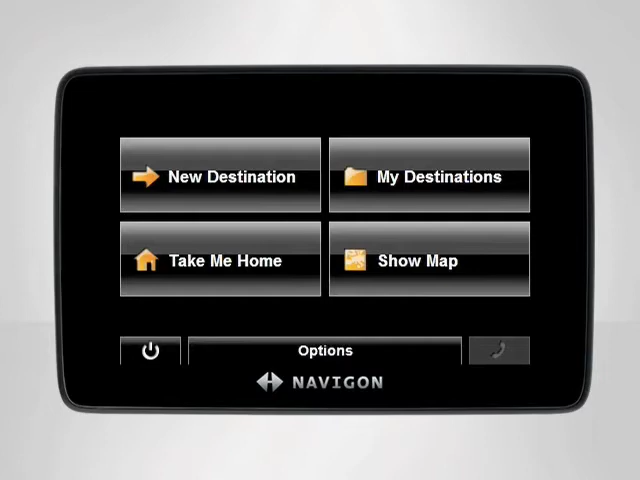 New Destination
My Destinations
Take Me Home
Show Map
Options
NAVIGON